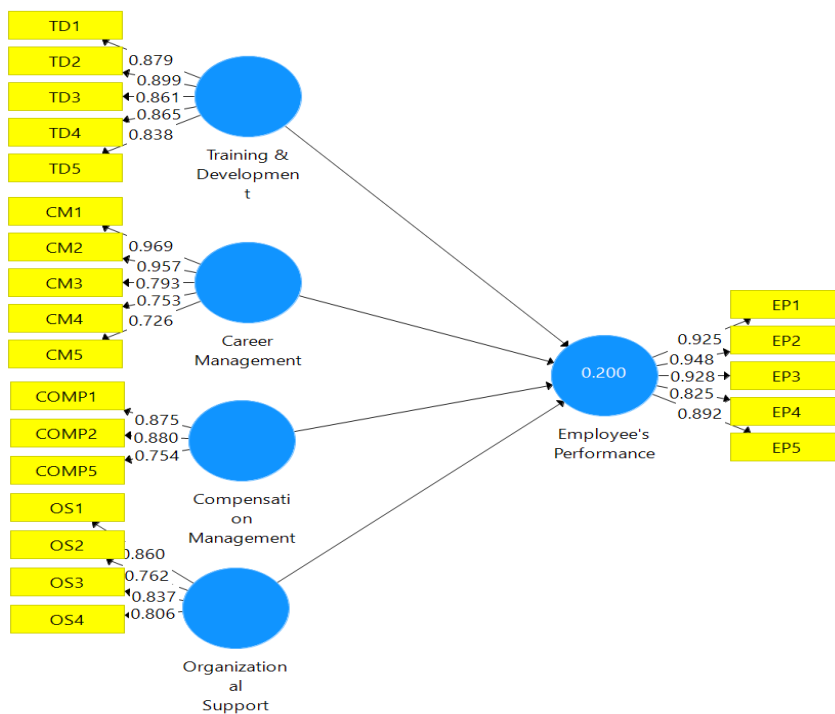 TD1
TD2
TD3
TD4
TD5
0.879
0.899
0.861
0.865
0.838
Training &
Developmen
t
CM1
CM2
CM3
CM4
CM5
0.969
0.957
0.793
0.753
0.726
Career
Management
COMP1
COMP2
COMP5
0.875
0.880
0.754
Compensati
on
Management
OS1
OS2
OS3
OS4
0.860
0.762
0.837
0.806
Organization
al
Support
0.200
Employee's
Performance
0.925
0.948
0.928
0.825
0.892
EP1
EP2
EP3
EP4
EP5